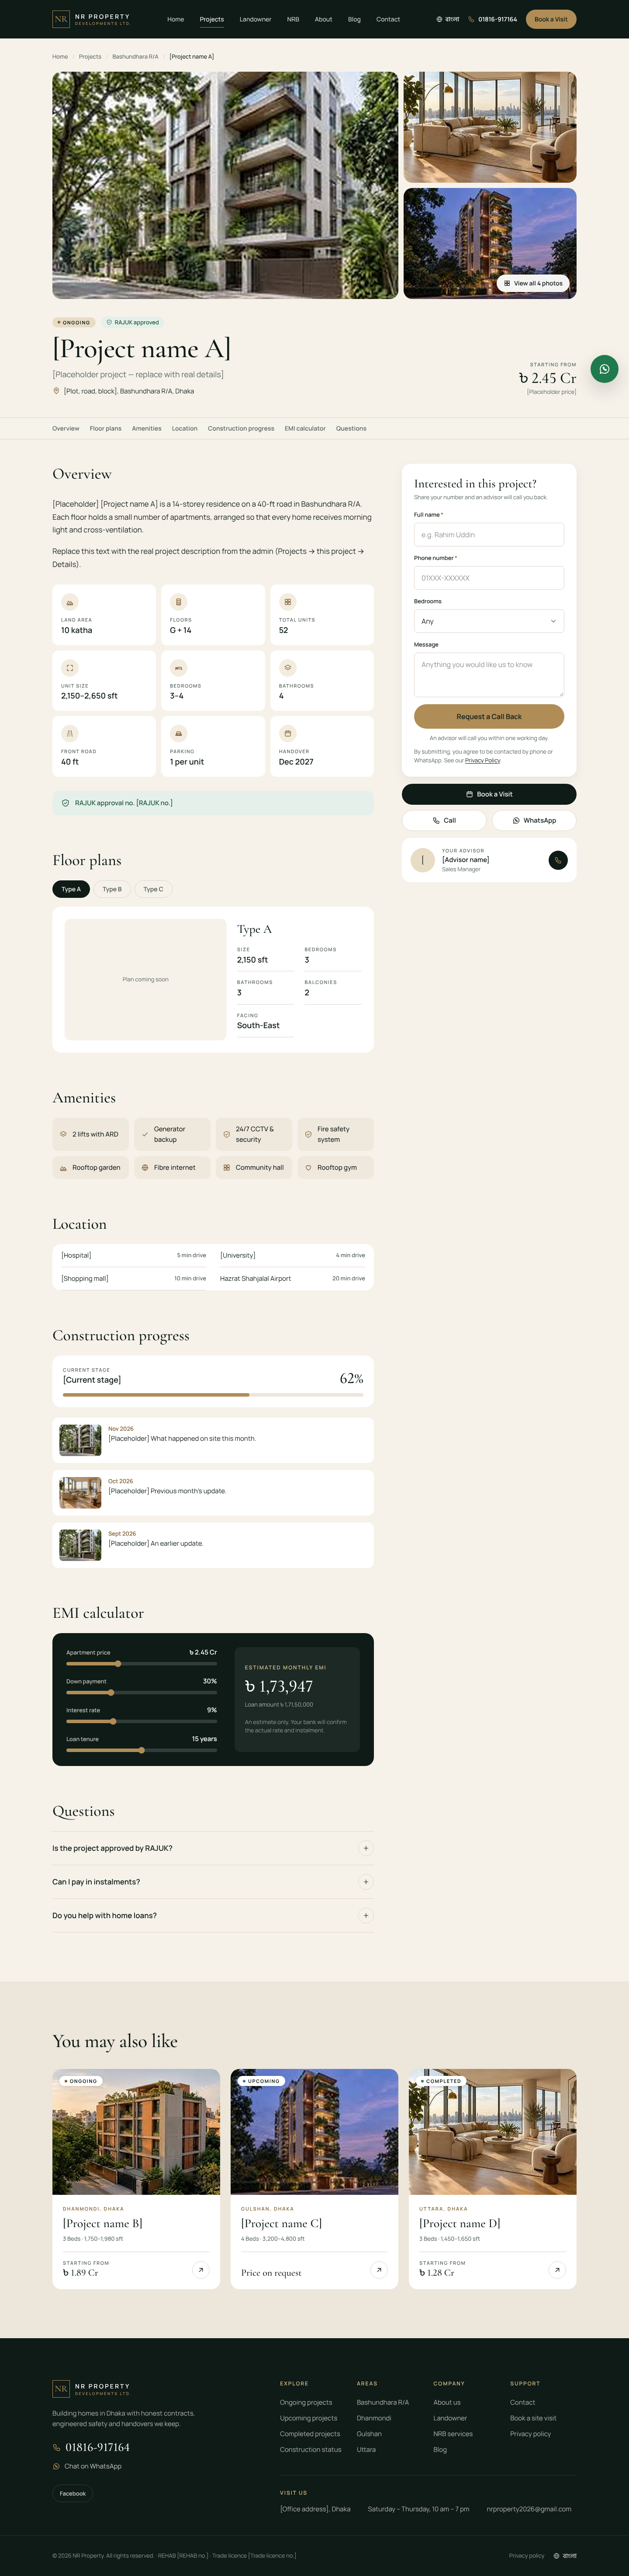 NR
NR PROPERTY
DEVELOPMENTS LTD.
Home
Projects
Landowner
NRB
About
Blog
Contact
বাংলা
01816-917164
Book a Visit
Home / Projects / Bashundhara R/A / [Project name A]
View all 4 photos
ONGOING
RAJUK approved
[Project name A]
[Placeholder project — replace with real details]
[Plot, road, block], Bashundhara R/A, Dhaka
STARTING FROM
৳ 2.45 Cr
[Placeholder price]
Overview
Floor plans
Amenities
Location
Construction progress
EMI calculator
Questions
Overview
[Placeholder] [Project name A] is a 14-storey residence on a 40-ft road in Bashundhara R/A.
Each floor holds a small number of apartments, arranged so that every home receives morning
light and cross-ventilation.
Replace this text with the real project description from the admin (Projects → this project →
Details).
LAND AREA
10 katha
FLOORS
G + 14
TOTAL UNITS
52
UNIT SIZE
2,150–2,650 sft
BEDROOMS
3–4
BATHROOMS
4
FRONT ROAD
40 ft
PARKING
1 per unit
HANDOVER
Dec 2027
RAJUK approval no. [RAJUK no.]
Interested in this project?
Share your number and an advisor will call you back.
Full name *
e.g. Rahim Uddin
Phone number *
01XXX-XXXXXX
Bedrooms
Any
Message
Anything you would like us to know
Request a Call Back
An advisor will call you within one working day.
By submitting, you agree to be contacted by phone or
WhatsApp. See our Privacy Policy.
Book a Visit
Call
WhatsApp
[
YOUR ADVISOR
[Advisor name]
Sales Manager
Floor plans
Type A
Type B
Type C
Plan coming soon
Type A
SIZE
2,150 sft
BEDROOMS
3
BATHROOMS
3
BALCONIES
2
FACING
South-East
Amenities
2 lifts with ARD
Generator
backup
24/7 CCTV &
security
Fire safety
system
Rooftop garden
Fibre internet
Community hall
Rooftop gym
Location
[Hospital]
5 min drive
[University]
4 min drive
[Shopping mall]
10 min drive
Hazrat Shahjalal Airport
20 min drive
Construction progress
CURRENT STAGE
[Current stage]
62%
Nov 2026
[Placeholder] What happened on site this month.
Oct 2026
[Placeholder] Previous month's update.
Sept 2026
[Placeholder] An earlier update.
EMI calculator
Apartment price
৳ 2.45 Cr
Down payment
30%
Interest rate
9%
Loan tenure
15 years
ESTIMATED MONTHLY EMI
৳ 1,73,947
Loan amount ৳ 1,71,50,000
An estimate only. Your bank will confirm
the actual rate and instalment.
Questions
Is the project approved by RAJUK?
Can I pay in instalments?
Do you help with home loans?
You may also like
ONGOING
DHANMONDI, DHAKA
[Project name B]
3 Beds · 1,750–1,980 sft
STARTING FROM
৳ 1.89 Cr
UPCOMING
GULSHAN, DHAKA
[Project name C]
4 Beds · 3,200–4,800 sft
Price on request
COMPLETED
UTTARA, DHAKA
[Project name D]
3 Beds · 1,450–1,650 sft
STARTING FROM
৳ 1.28 Cr
NR
NR PROPERTY
DEVELOPMENTS LTD.
Building homes in Dhaka with honest contracts,
engineered safety and handovers we keep.
01816-917164
Chat on WhatsApp
Facebook
EXPLORE
Ongoing projects
Upcoming projects
Completed projects
Construction status
AREAS
Bashundhara R/A
Dhanmondi
Gulshan
Uttara
COMPANY
About us
Landowner
NRB services
Blog
SUPPORT
Contact
Book a site visit
Privacy policy
VISIT US
[Office address], Dhaka
Saturday – Thursday, 10 am – 7 pm
nrproperty2026@gmail.com
© 2026 NR Property. All rights reserved. · REHAB [REHAB no.] · Trade licence [Trade licence no.]
Privacy policy
বাংলা